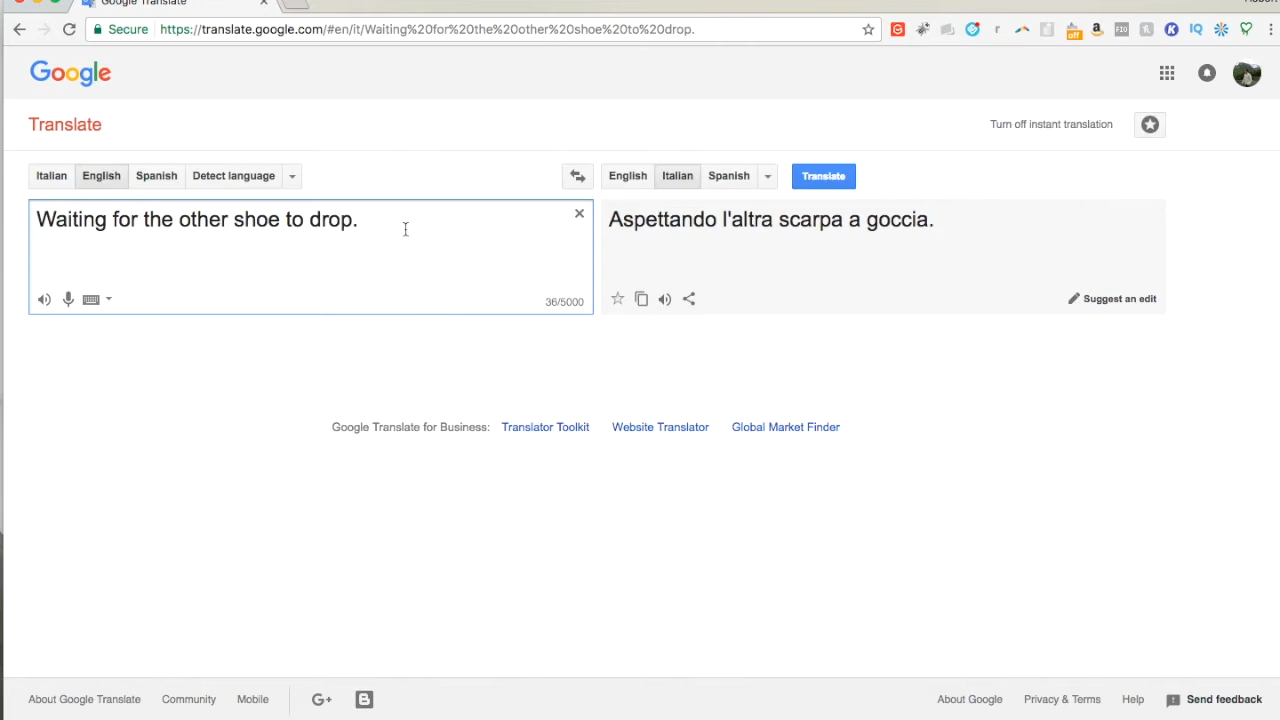 Google Translate
Secure https://translate.google.com/#en/it/Waiting%20for%20the%20other%20shoe%20to%20drop.
off
FIO
IQ
Google
Translate
Turn off instant translation
Italian English Spanish Detect language
English Italian Spanish Translate
Waiting for the other shoe to drop.
Aspettando l'altra scarpa a goccia.
36/5000
Suggest an edit
Google Translate for Business: Translator Toolkit Website Translator Global Market Finder
About Google Translate Community Mobile G+ B
About Google Privacy & Terms Help Send feedback